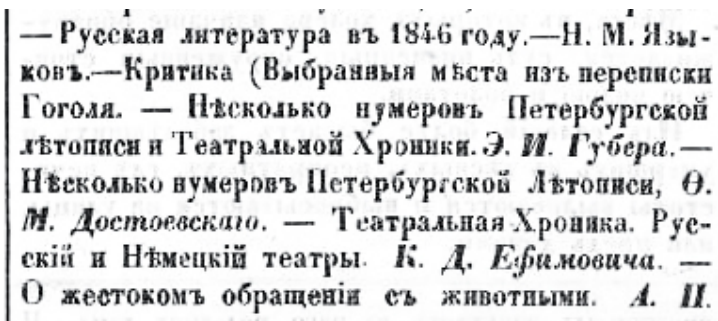 — Русская литература въ 1846 году.—Н. М. Язы-
ковъ.—Критика (Выбранныя мѣста изъ переписки
Гоголя. — Нѣсколько нумеровъ Петербургской
лѣтописи и Театральной Хроники. Э. И. Губера.—
Нѣсколько нумеровъ Петербургской Лѣтописи, Ѳ.
М. Достоевскаго. — Театральная Хроника. Рус-
скій и Нѣмецкій театры. К. Д. Ефимовича. —
О жестокомъ обращеніи съ животными. А. П.